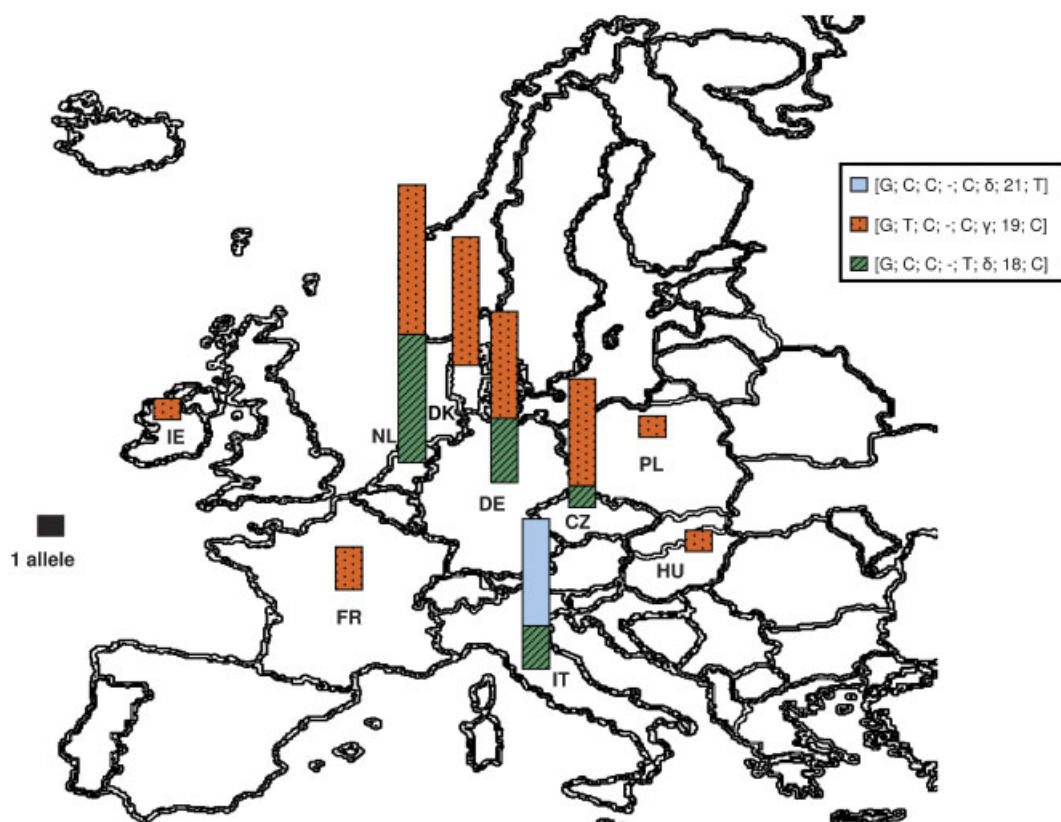 [G; C; C; -; C; δ; 21; T]
[G; T; C; -; C; γ; 19; C]
[G; C; C; -; T; δ; 18; C]
DK
IE
NL
PL
DE
CZ
1 allele
HU
FR
IT